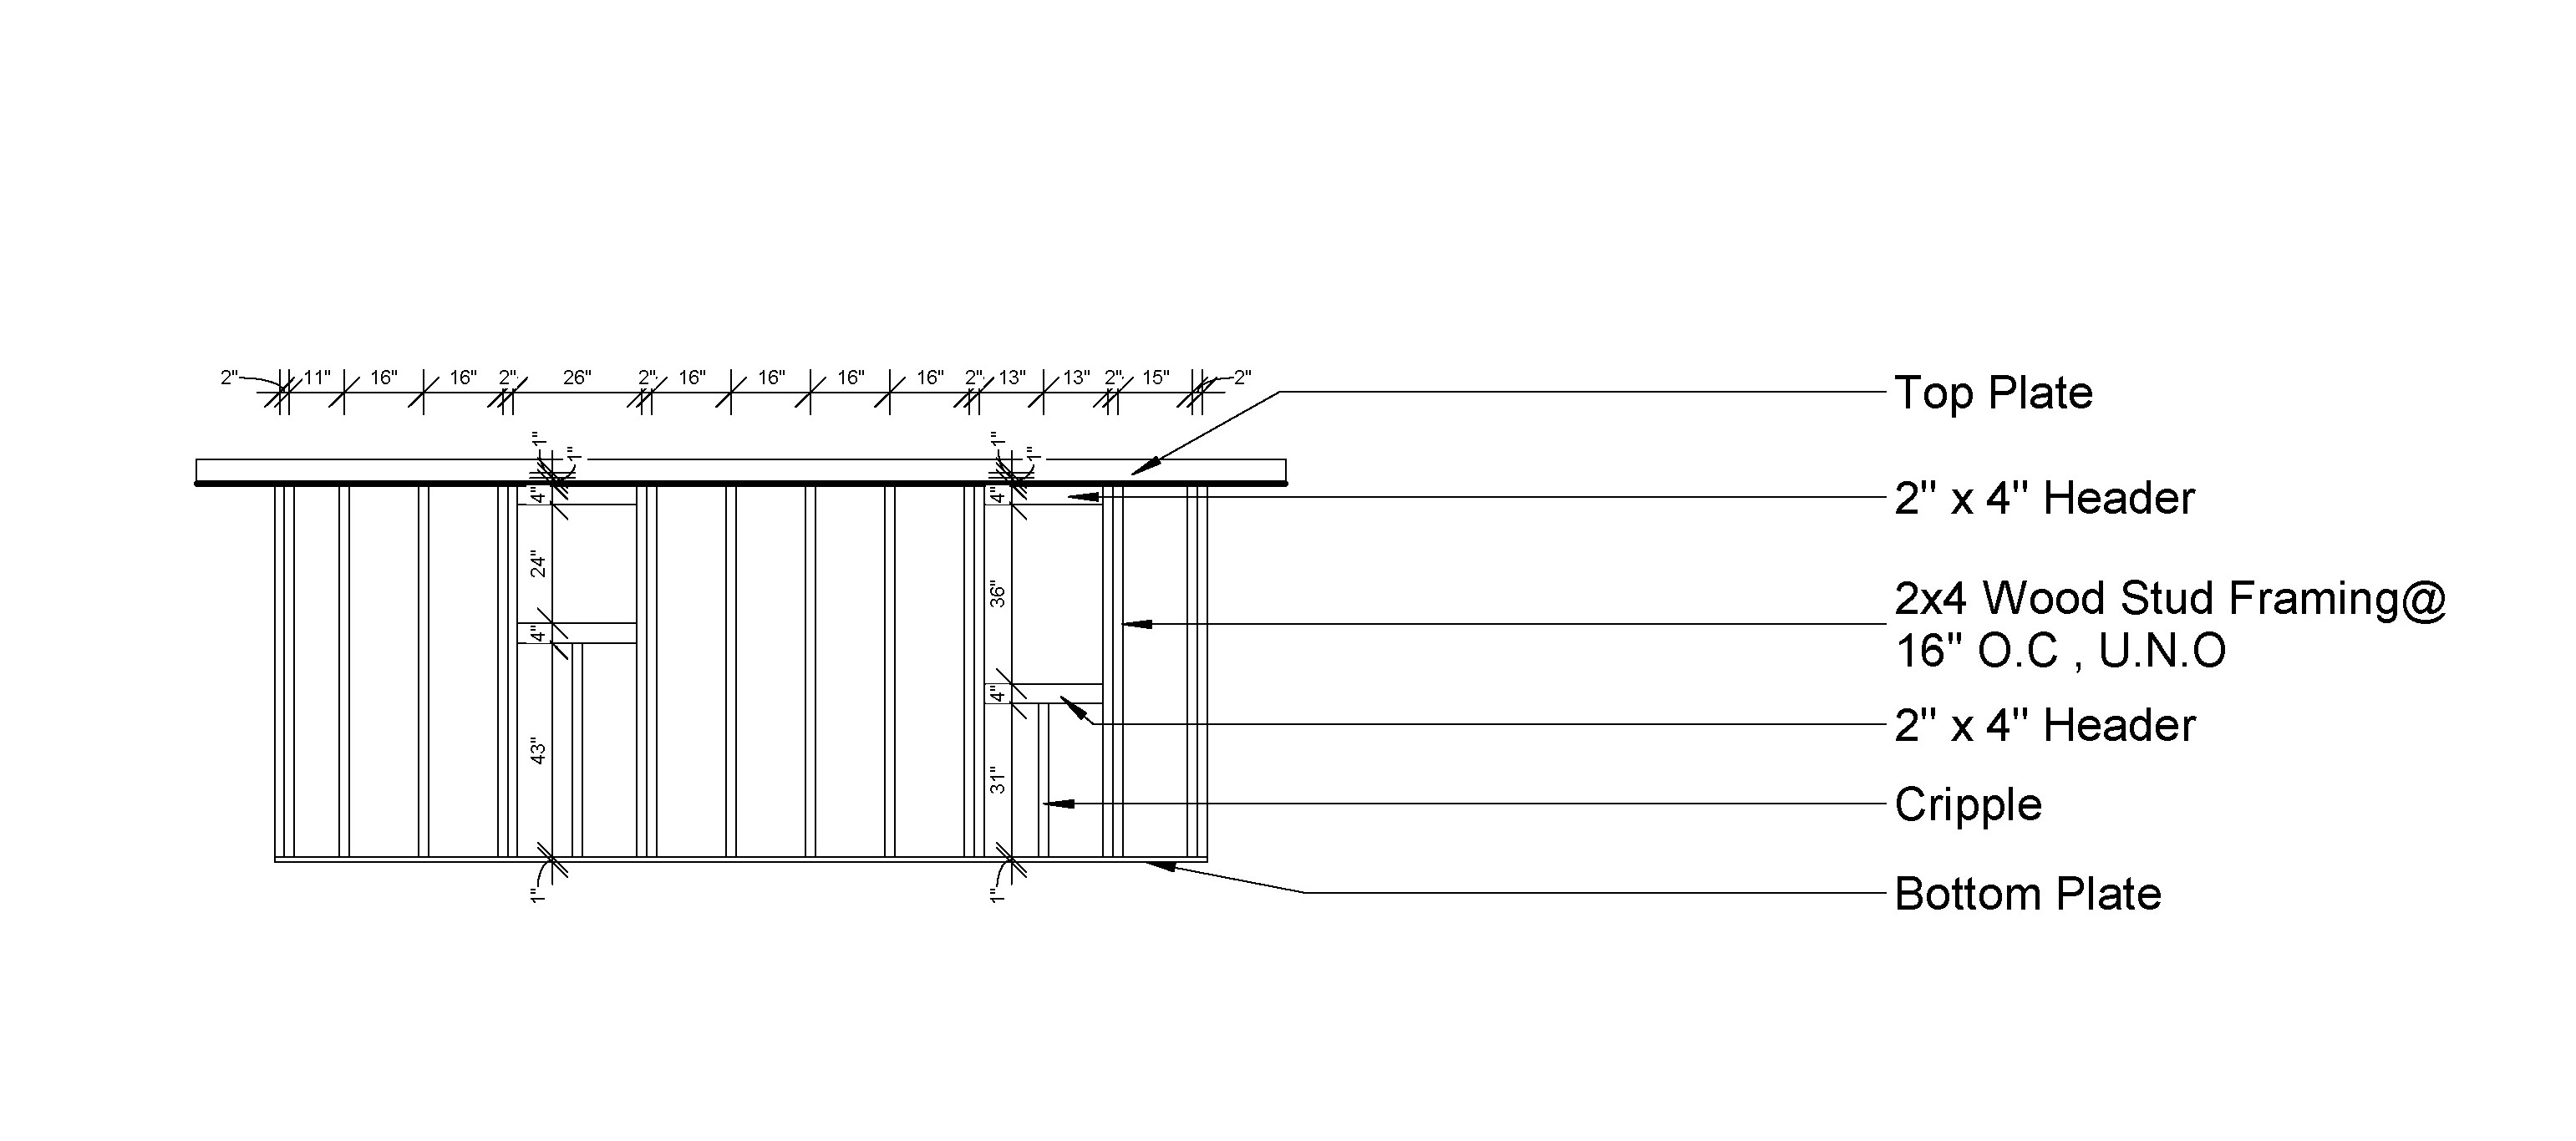 2" 11" 16" 16" 2" 26" 2" 16" 16" 16" 16" 2" 13" 13" 2" 15" 2"
Top Plate
1" 1" 1" 1"
4" 4"
2" x 4" Header
24" 36"
2x4 Wood Stud Framing@
16" O.C , U.N.O
4" 4"
2" x 4" Header
43" 31"
Cripple
1" 1"
Bottom Plate